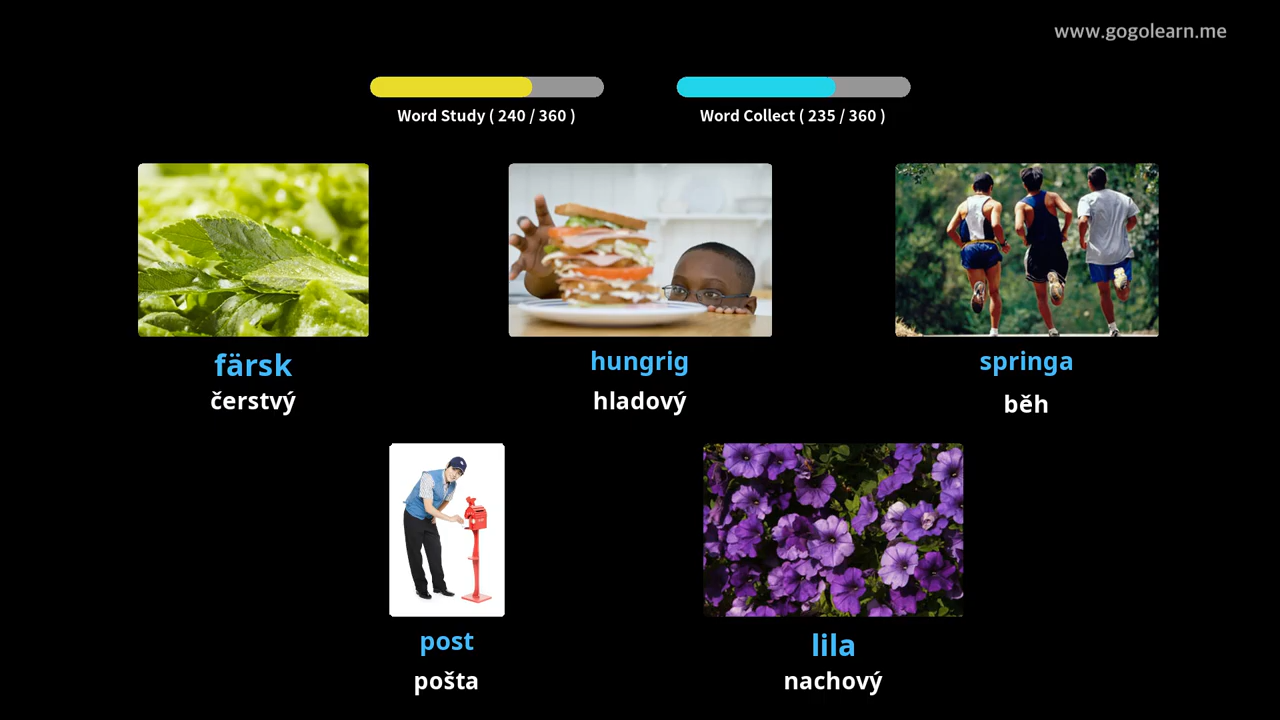 www.gogolearn.me
Word Study ( 240 / 360 )
Word Collect ( 235 / 360 )
färsk
čerstvý
hungrig
hladový
springa
běh
post
pošta
lila
nachový